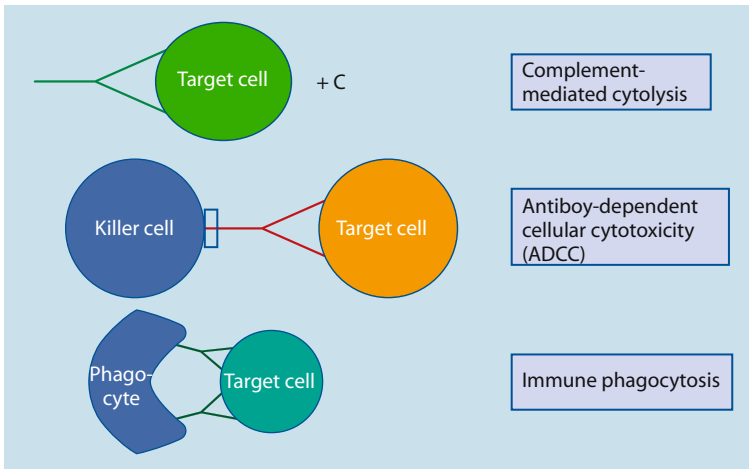 Target cell
+ C
Complement-
mediated cytolysis
Killer cell
Target cell
Antiboy-dependent
cellular cytotoxicity
(ADCC)
Phago-
cyte
Target cell
Immune phagocytosis